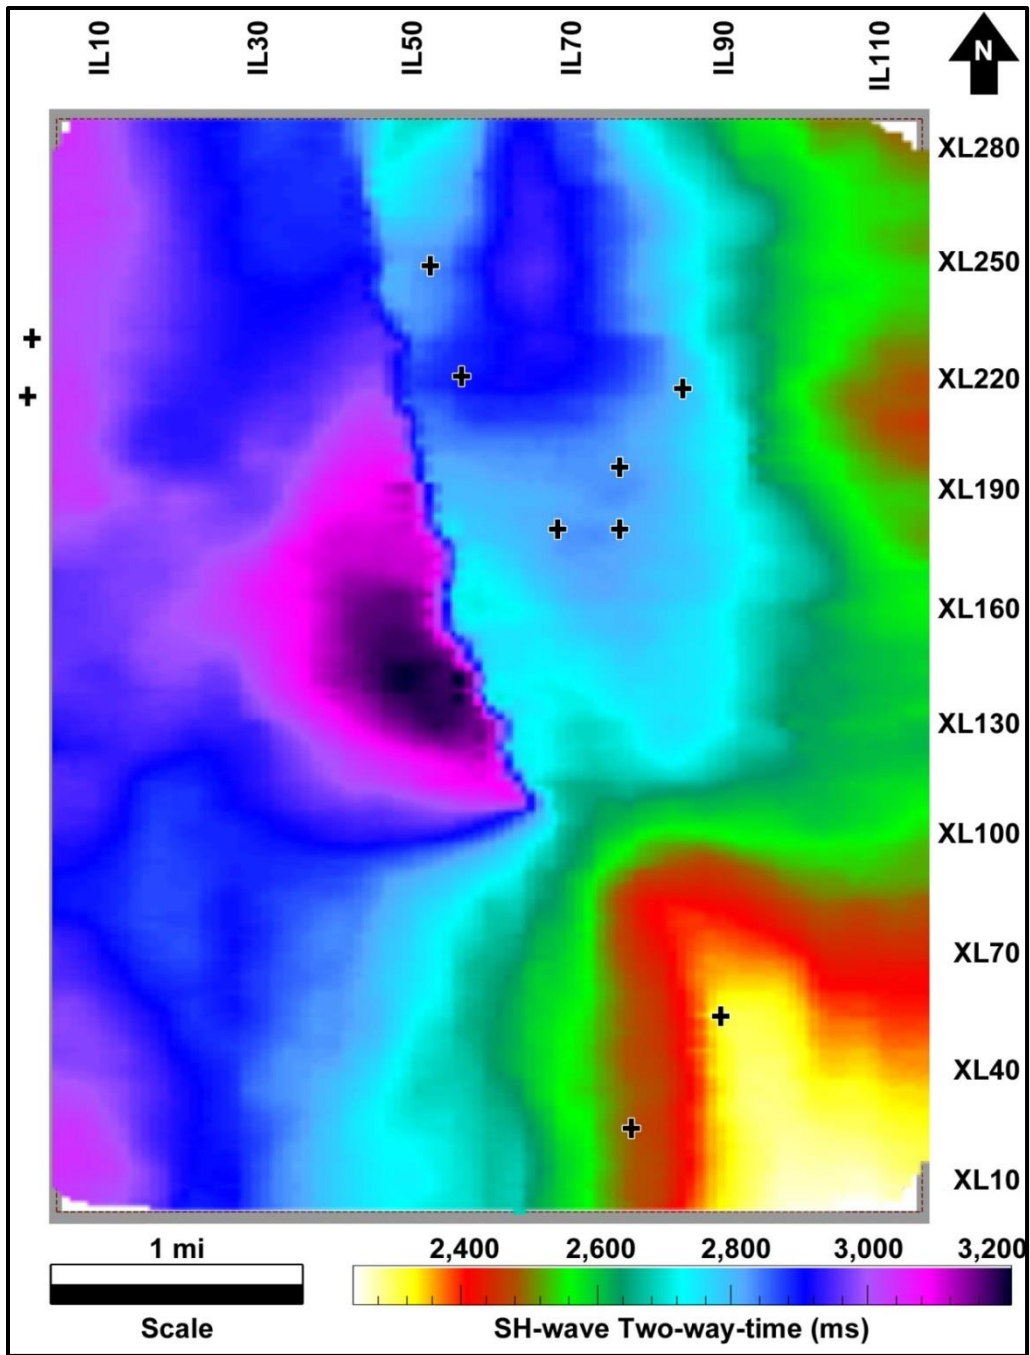 IL10 IL30 IL50 IL70 IL90 IL110
N
XL280
XL250
XL220
XL190
XL160
XL130
XL100
XL70
XL40
XL10
1 mi
Scale
2,400 2,600 2,800 3,000 3,200
SH-wave Two-way-time (ms)